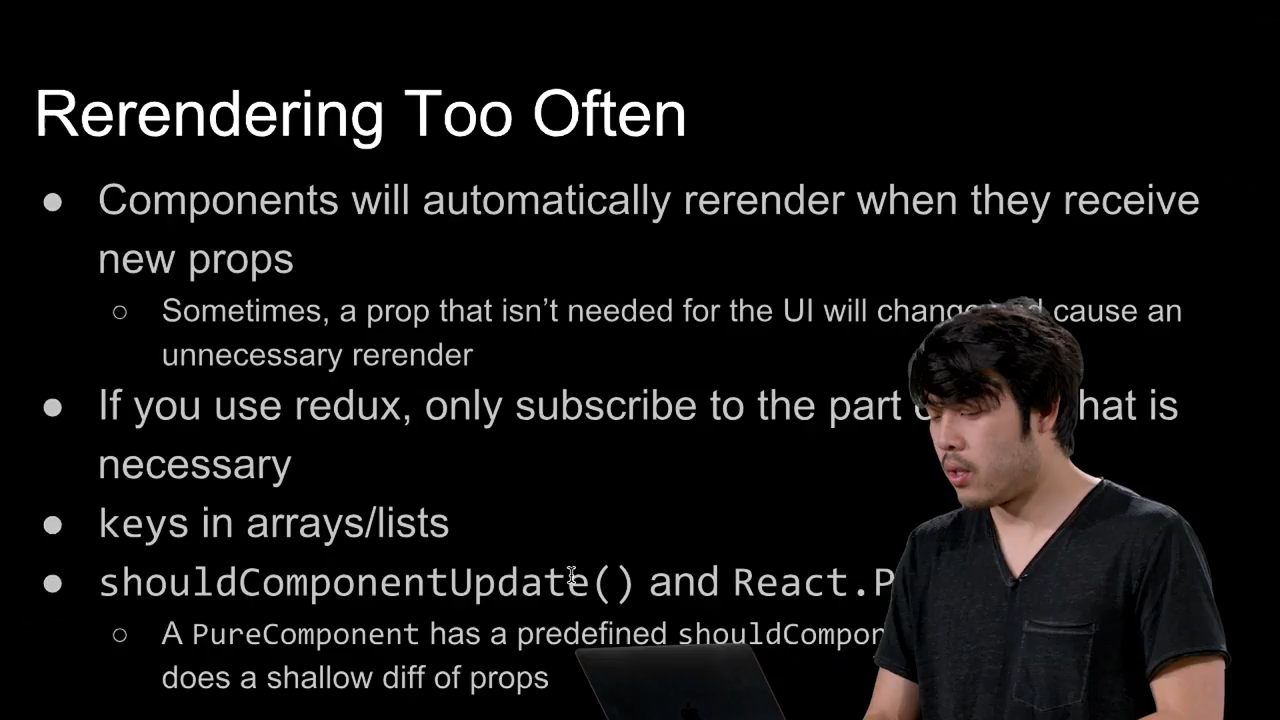 Rerendering Too Often
● Components will automatically rerender when they receive
new props
○ Sometimes, a prop that isn't needed for the UI will change cause an
unnecessary rerender
● If you use redux, only subscribe to the part is
necessary
● keys in arrays/lists
● shouldComponentUpdate() and React.P
○ A PureComponent has a predefined shouldCompon
does a shallow diff of props